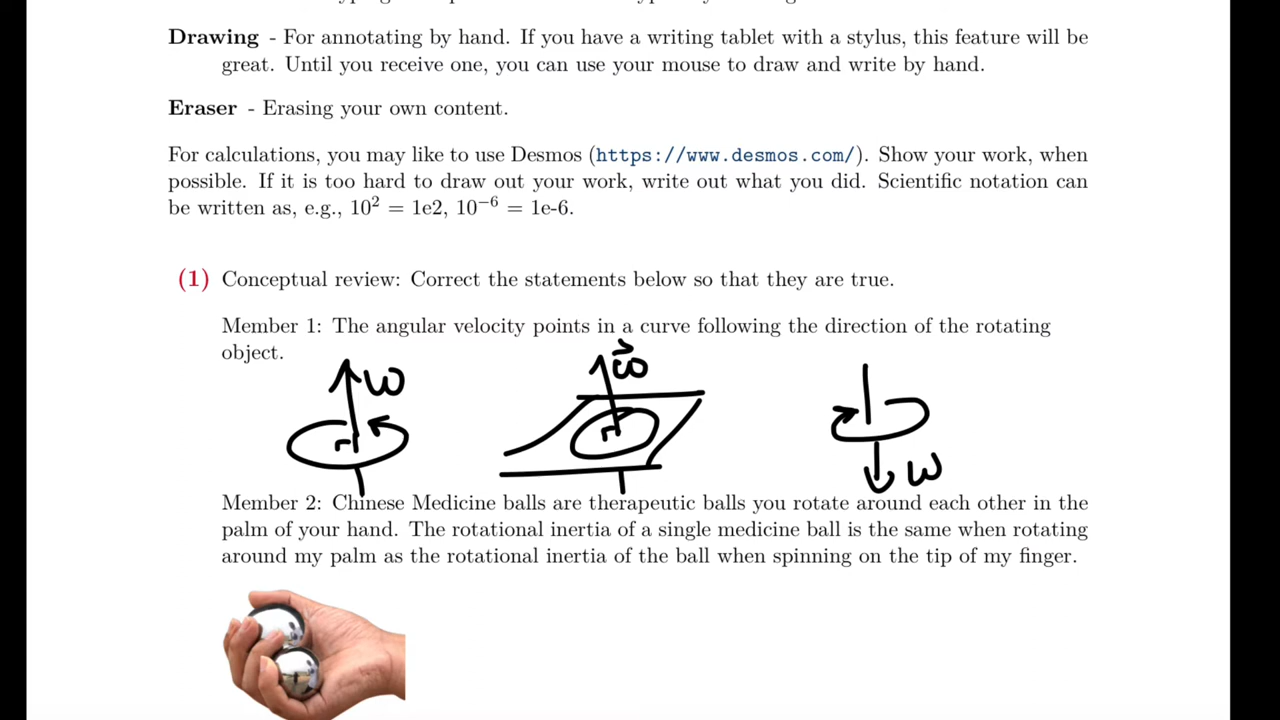 Drawing - For annotating by hand. If you have a writing tablet with a stylus, this feature will be
great. Until you receive one, you can use your mouse to draw and write by hand.
Eraser - Erasing your own content.
For calculations, you may like to use Desmos (https://www.desmos.com/). Show your work, when
possible. If it is too hard to draw out your work, write out what you did. Scientific notation can
be written as, e.g., 10² = 1e2, 10⁻⁶ = 1e-6.
(1) Conceptual review: Correct the statements below so that they are true.
Member 1: The angular velocity points in a curve following the direction of the rotating
object.
ω
ω⃗
ω
Member 2: Chinese Medicine balls are therapeutic balls you rotate around each other in the
palm of your hand. The rotational inertia of a single medicine ball is the same when rotating
around my palm as the rotational inertia of the ball when spinning on the tip of my finger.